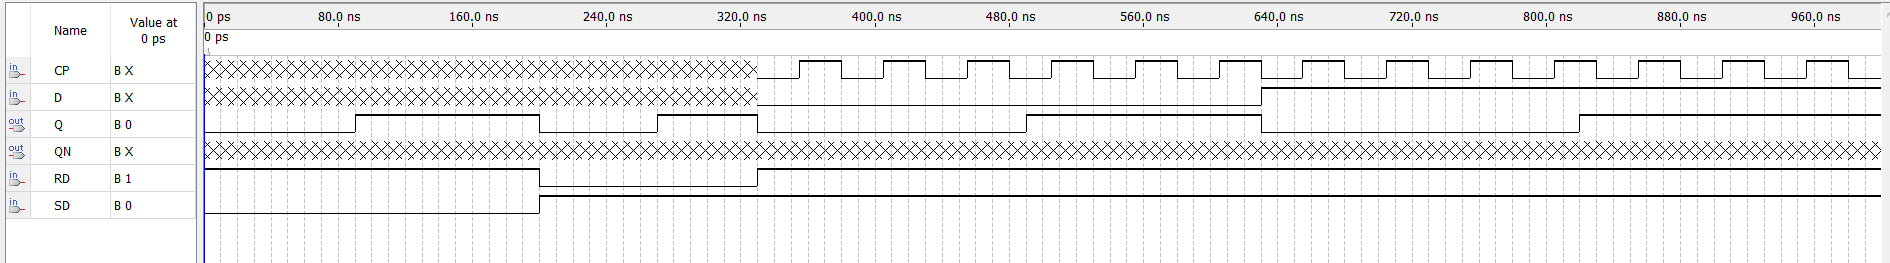 Name
Value at
0 ps
0 ps 80.0 ns 160.0 ns 240.0 ns 320.0 ns 400.0 ns 480.0 ns 560.0 ns 640.0 ns 720.0 ns 800.0 ns 880.0 ns 960.0 ns
0 ps
in CP B X
in D B X
out Q B 0
out QN B X
in RD B 1
in SD B 0